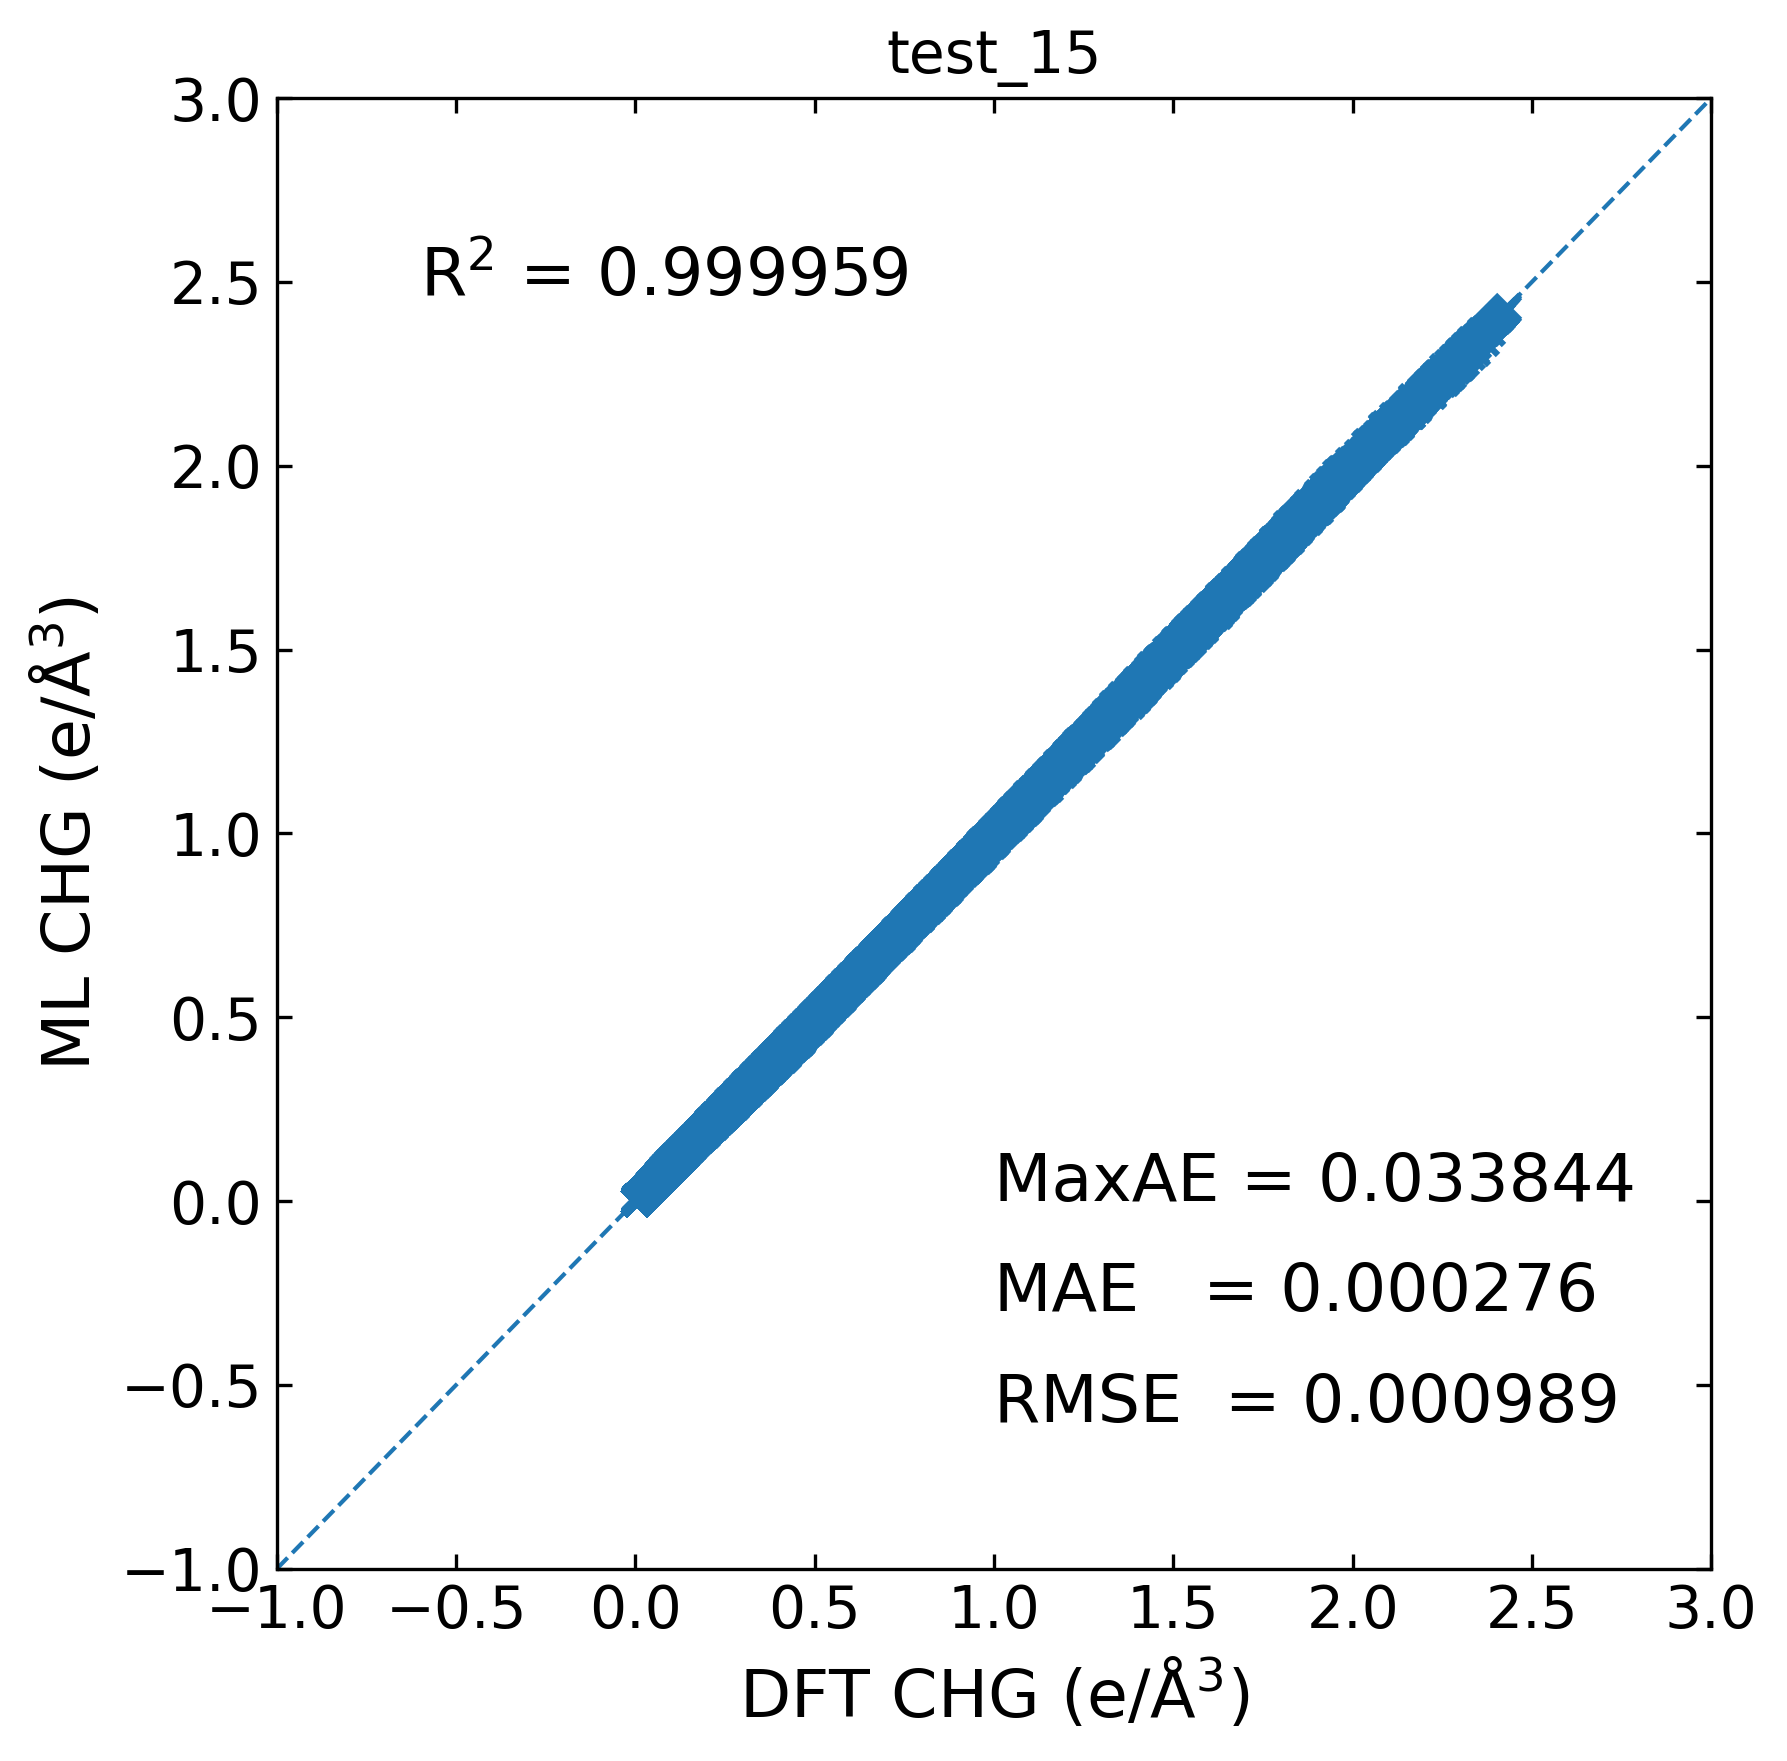 test_15
3.0
2.5
2.0
1.5
1.0
0.5
0.0
−0.5
−1.0
ML CHG (e/Å³)
R² = 0.999959
MaxAE = 0.033844
MAE = 0.000276
RMSE = 0.000989
−1.0 −0.5 0.0 0.5 1.0 1.5 2.0 2.5 3.0
DFT CHG (e/Å³)